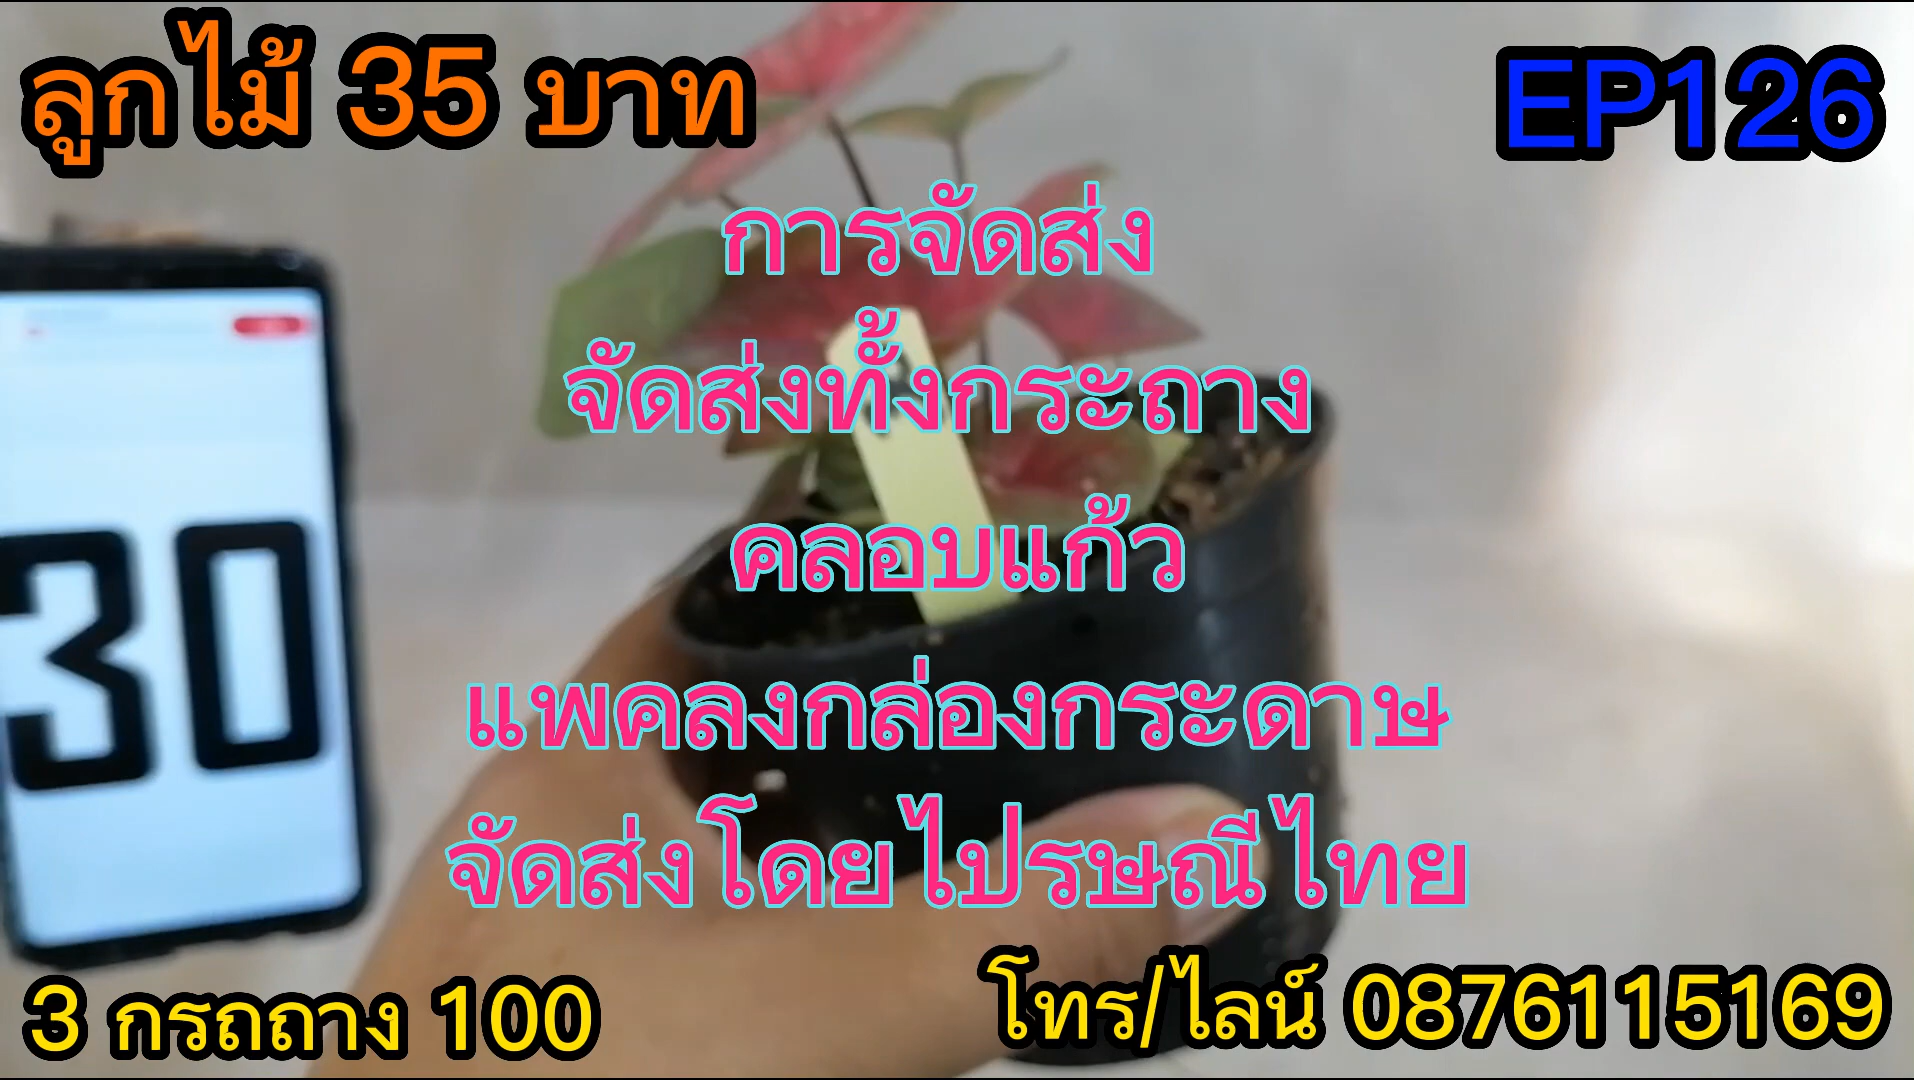 ลูกไม้ 35 บาท
EP126
การจัดส่ง
จัดส่งทั้งกระถาง
คลอบแก้ว
แพคลงกล่องกระดาษ
จัดส่งโดยไปรษณีไทย
30
3 กรถถาง 100
โทร/ไลน์ 0876115169